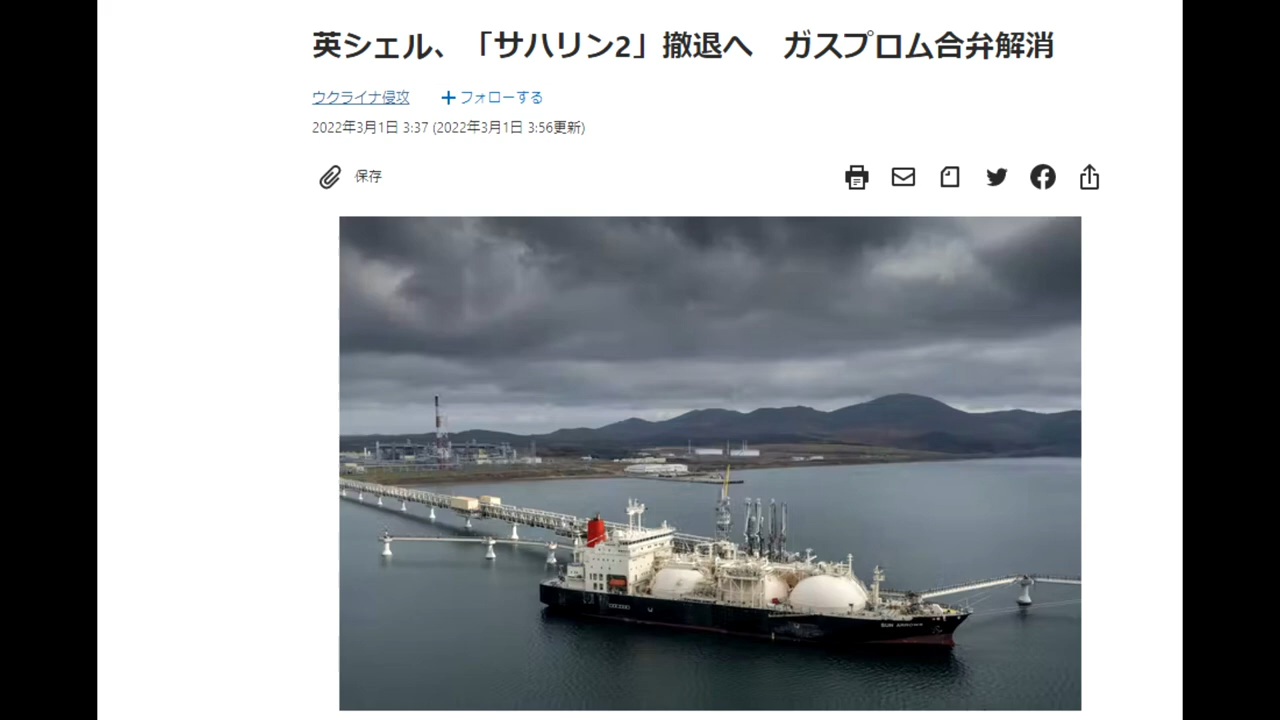 英シェル、「サハリン2」撤退へ　ガスプロム合弁解消
ウクライナ侵攻　＋フォローする
2022年3月1日 3:37 (2022年3月1日 3:56更新)
保存
SUN ARROWS